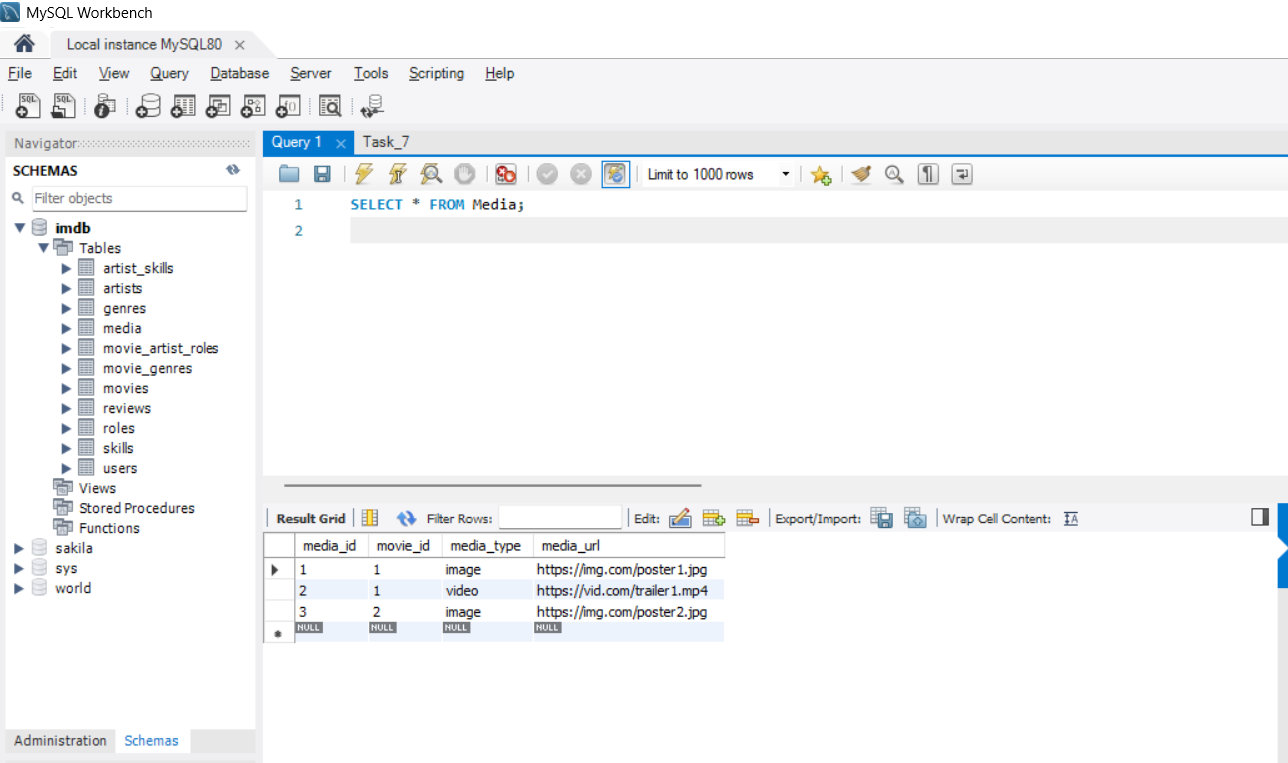 MySQL Workbench
Local instance MySQL80
File Edit View Query Database Server Tools Scripting Help
SQL SQL
Navigator
SCHEMAS
Filter objects
imdb
Tables
artist_skills
artists
genres
media
movie_artist_roles
movie_genres
movies
reviews
roles
skills
users
Views
Stored Procedures
Functions
sakila
sys
world
Administration Schemas
Query 1 Task_7
Limit to 1000 rows
1 SELECT * FROM Media;
2
Result Grid Filter Rows: Edit: Export/Import: Wrap Cell Content: IA
media_id movie_id media_type media_url
1 1 image https://img.com/poster1.jpg
2 1 video https://vid.com/trailer1.mp4
3 2 image https://img.com/poster2.jpg
NULL NULL NULL NULL